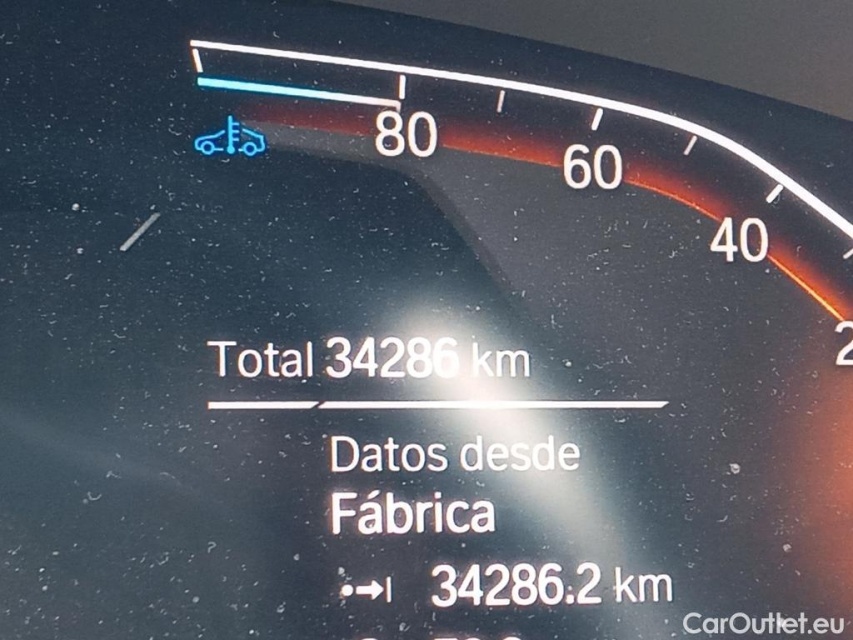 80
60
40
Total 34286 km
Datos desde
Fábrica
34286.2 km
CarOutlet.eu